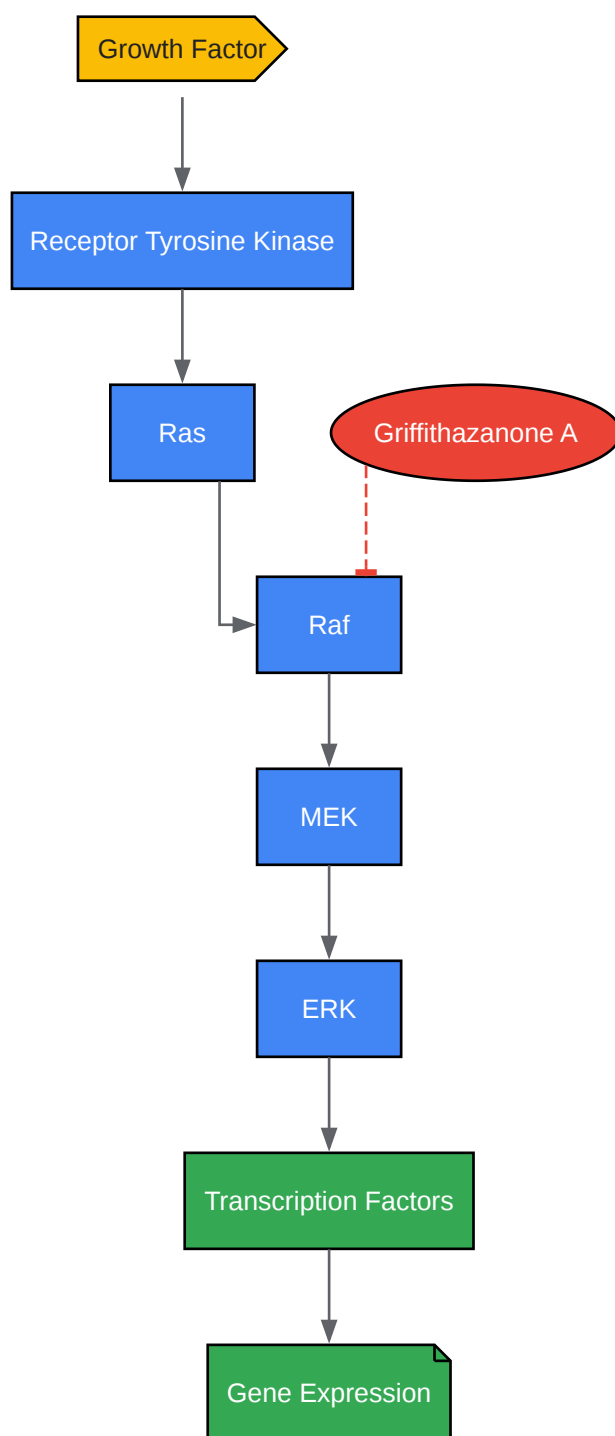 Growth Factor
Receptor Tyrosine Kinase
Ras
Griffithazanone A
Raf
MEK
ERK
Transcription Factors
Gene Expression